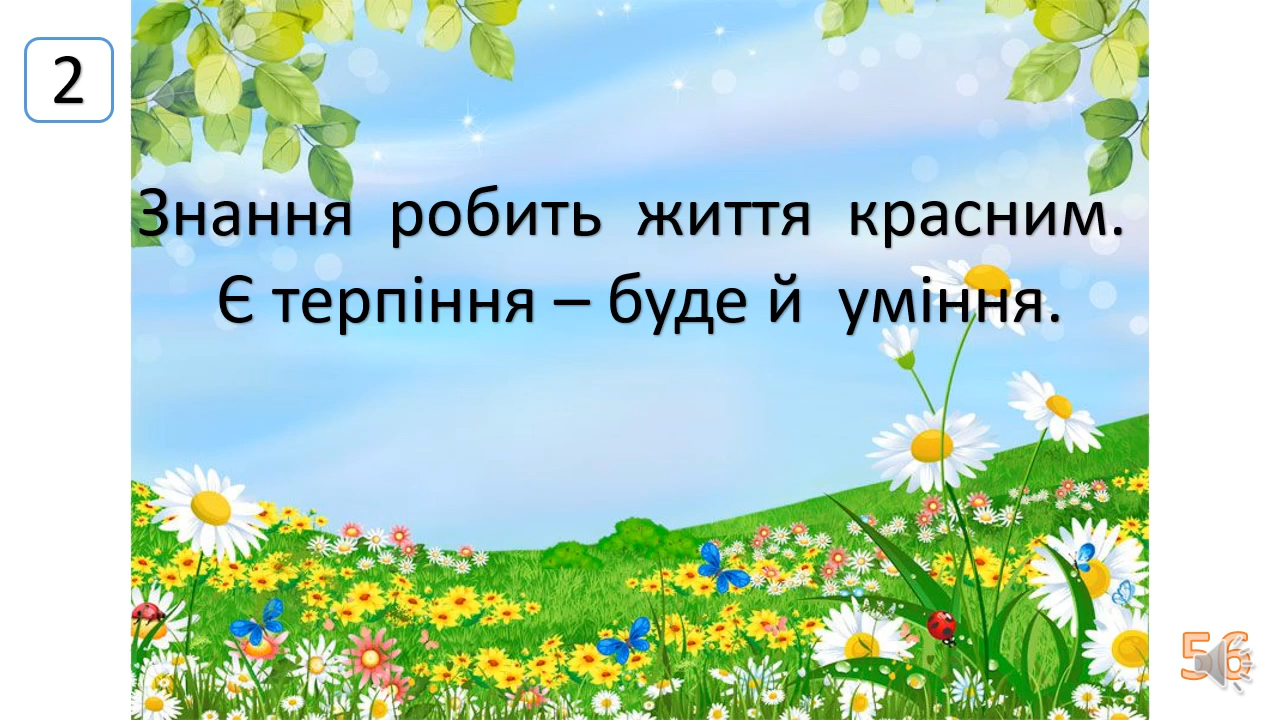 2
Знання робить життя красним.
Є терпіння – буде й уміння.
56